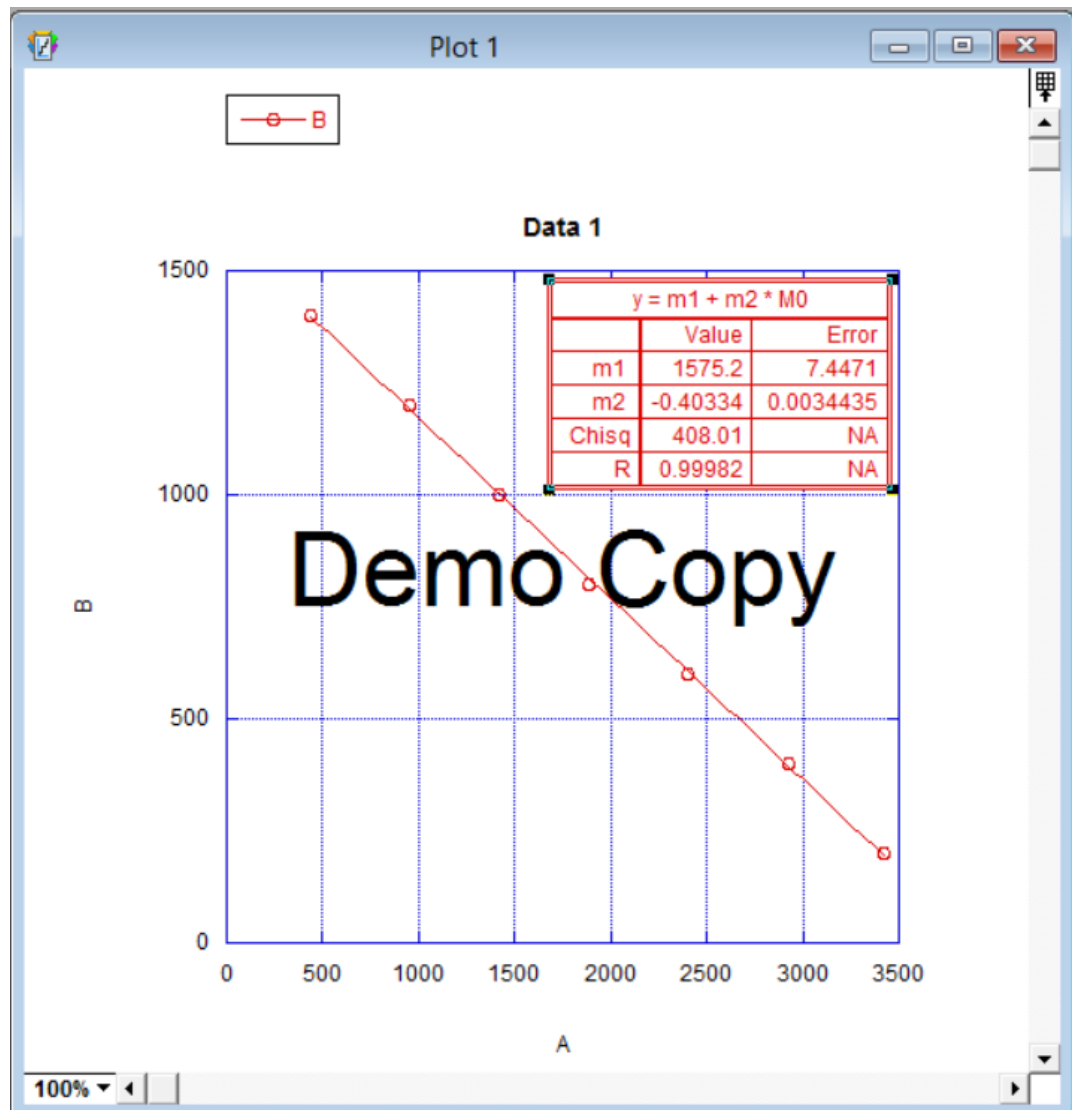 Plot 1
B
Data 1
1500
y = m1 + m2 * M0
Value Error
m1 1575.2 7.4471
m2 -0.40334 0.0034435
Chisq 408.01 NA
R 0.99982 NA
1000
Demo Copy
B
500
0
0 500 1000 1500 2000 2500 3000 3500
A
100%